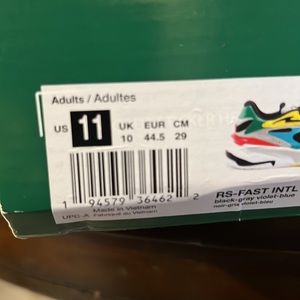 Adults / Adultes
US 11 UK EUR CM
10 44.5 29
1 94579 36462 2
UPC-A Made in Vietnam
Fabriqué au Vietnam
RS-FAST INTL
black-gray violet-blue
noir-gris violet-bleu